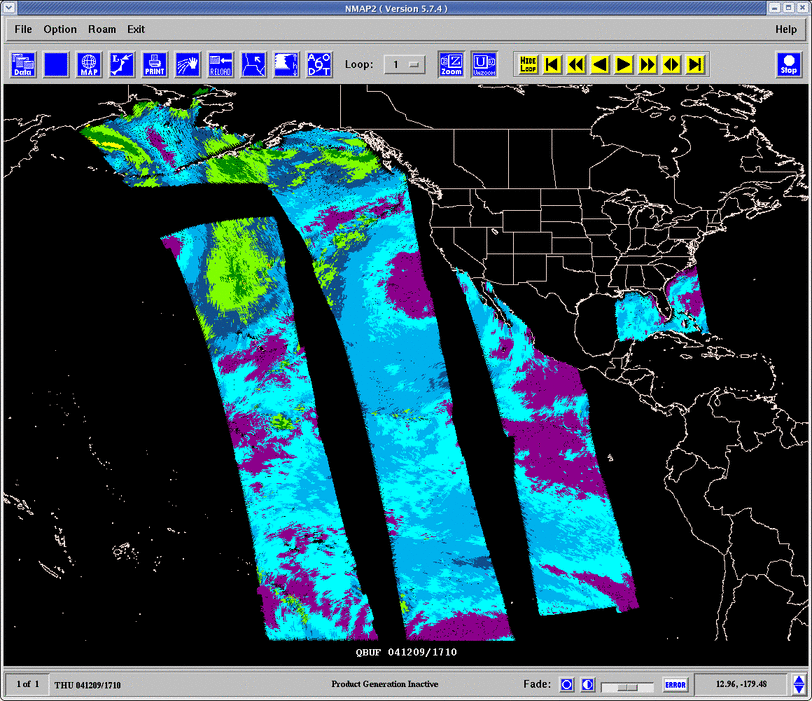 NMAP2 ( Version 5.7.4 )
File Option Roam Exit Help
Data MAP PRINT RELOAD Loop: 1 Zoom UNZOOM HIDE LOOP Stop
QBUF 041209/1710
1 of 1 THU 041209/1710 Product Generation Inactive Fade: ERROR 12.96, -179.48